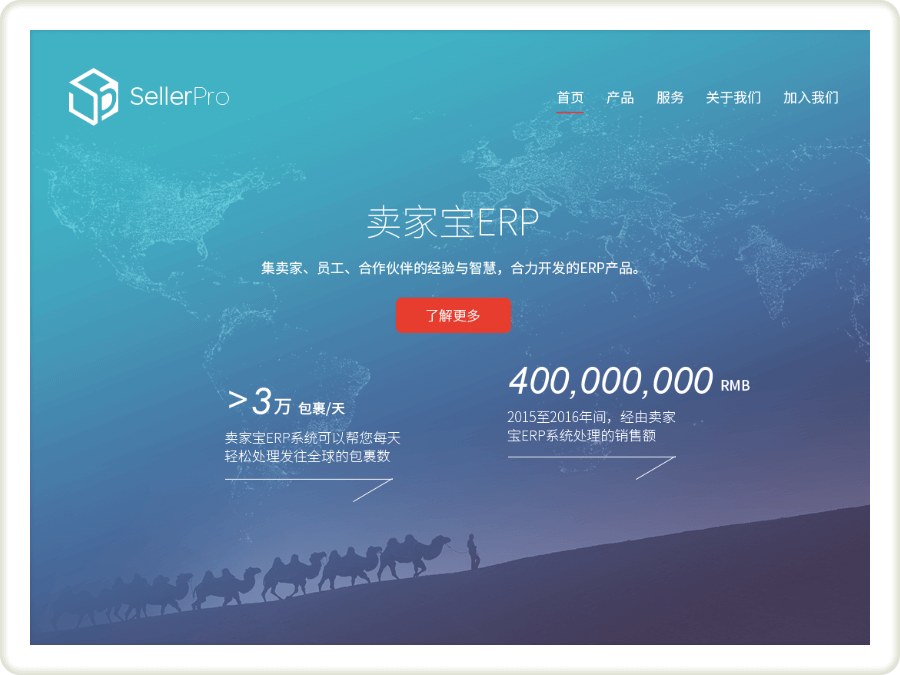 SellerPro
首页 产品 服务 关于我们 加入我们
卖家宝ERP
集卖家、员工、合作伙伴的经验与智慧，合力开发的ERP产品。
了解更多
>3万 包裹/天
卖家宝ERP系统可以帮您每天
轻松处理发往全球的包裹数
400,000,000 RMB
2015至2016年间，经由卖家
宝ERP系统处理的销售额